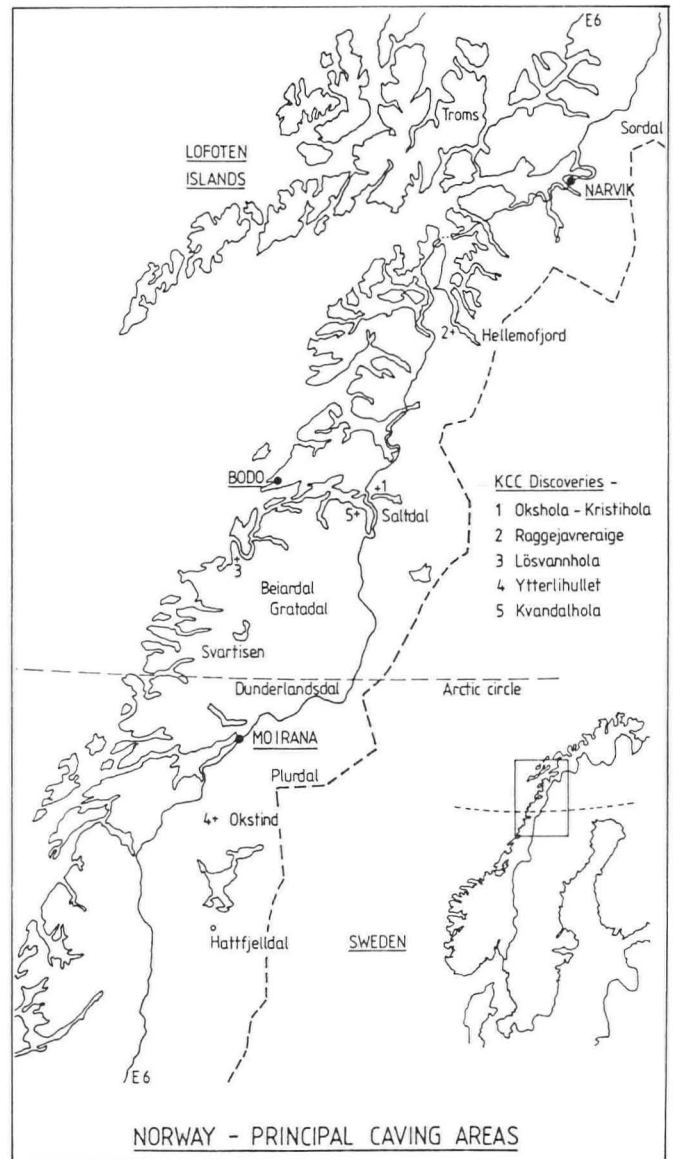 E6
Troms
Sordal
LOFOTEN
ISLANDS
NARVIK
2+
Hellemofjord
BODO
+1
5+
Saltdal
+
3
KCC Discoveries -
1 Okshola - Kristihola
2 Raggejavreraige
3 Lösvannhola
4 Ytterlihullet
5 Kvandalhola
Beiardal
Gratadal
Svartisen
Dunderlandsdal
Arctic circle
MOIRANA
Plurdal
4+ Okstind
Hattfjelldal
SWEDEN
E6
NORWAY - PRINCIPAL CAVING AREAS